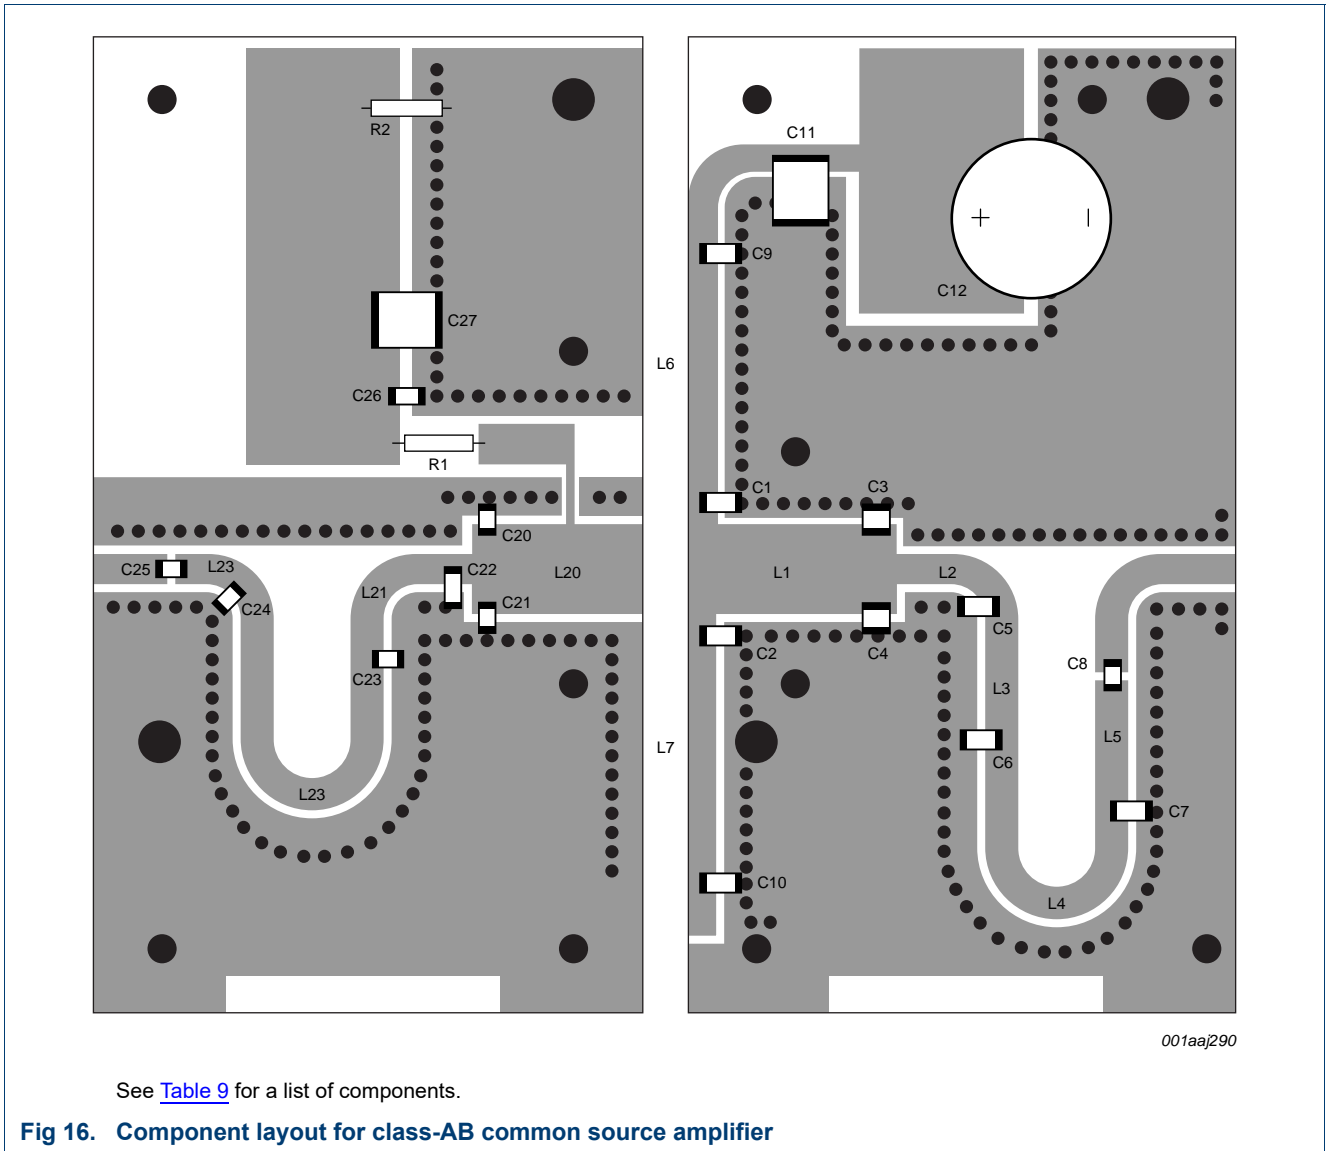 R2
C11
+ –
C9
C12
C27
L6
C26
R1
C1 C3
C20
C25 L23 C22 L20 L1 L2
L21
C24 C21 C5
C2 C4
C23 C8
L3
L7 L5
C6
L23 C7
C10
L4
001aaj290
See Table 9 for a list of components.
Fig 16. Component layout for class-AB common source amplifier